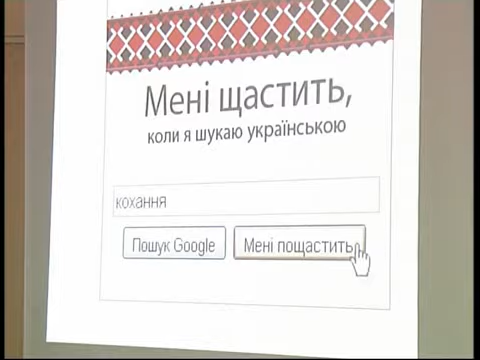 Мені щастить,
коли я шукаю українською
кохання
Пошук Google
Мені пощастить